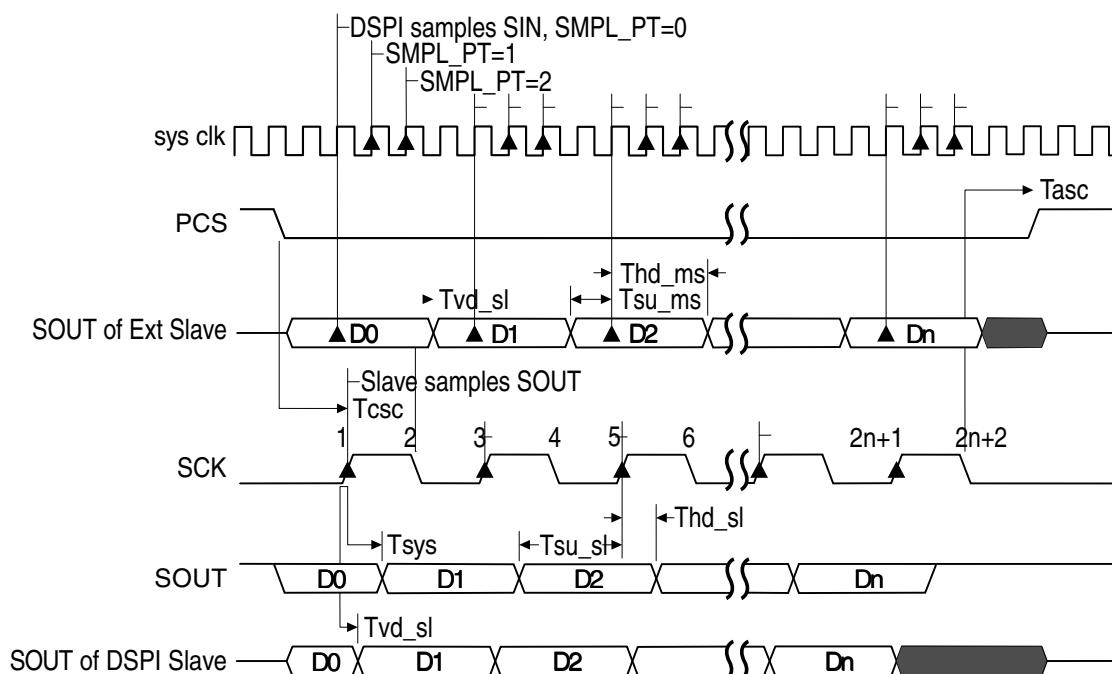 DSPI samples SIN, SMPL_PT=0
SMPL_PT=1
SMPL_PT=2
sys clk
Tasc
PCS
Thd_ms
Tvd_sl
Tsu_ms
SOUT of Ext Slave
D0
D1
D2
Dn
Slave samples SOUT
Tcsc
1 2 3 4 5 6 2n+1 2n+2
SCK
Thd_sl
Tsys
Tsu_sl
SOUT
D0
D1
D2
Dn
Tvd_sl
SOUT of DSPI Slave
D0
D1
D2
Dn